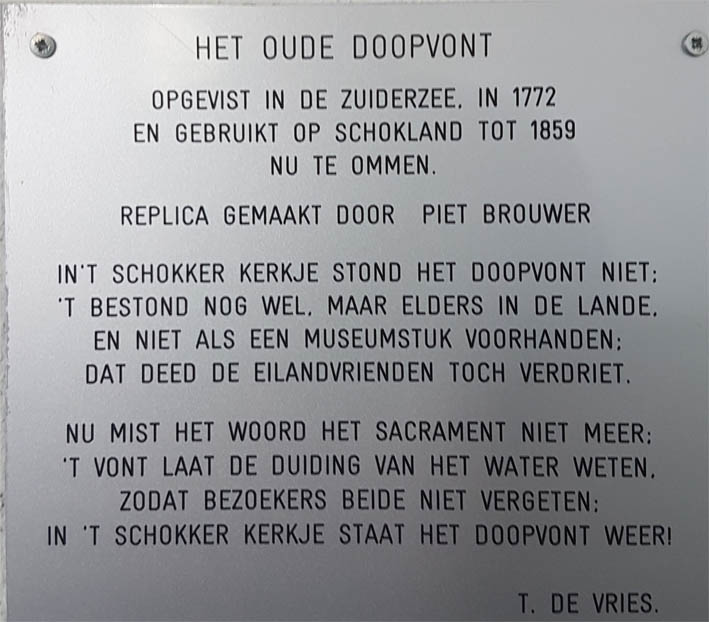 HET OUDE DOOPVONT
OPGEVIST IN DE ZUIDERZEE, IN 1772
EN GEBRUIKT OP SCHOKLAND TOT 1859
NU TE OMMEN.
REPLICA GEMAAKT DOOR PIET BROUWER
IN'T SCHOKKER KERKJE STOND HET DOOPVONT NIET;
'T BESTOND NOG WEL, MAAR ELDERS IN DE LANDE,
EN NIET ALS EEN MUSEUMSTUK VOORHANDEN;
DAT DEED DE EILANDVRIENDEN TOCH VERDRIET.
NU MIST HET WOORD HET SACRAMENT NIET MEER;
'T VONT LAAT DE DUIDING VAN HET WATER WETEN,
ZODAT BEZOEKERS BEIDE NIET VERGETEN;
IN 'T SCHOKKER KERKJE STAAT HET DOOPVONT WEER!
T. DE VRIES.